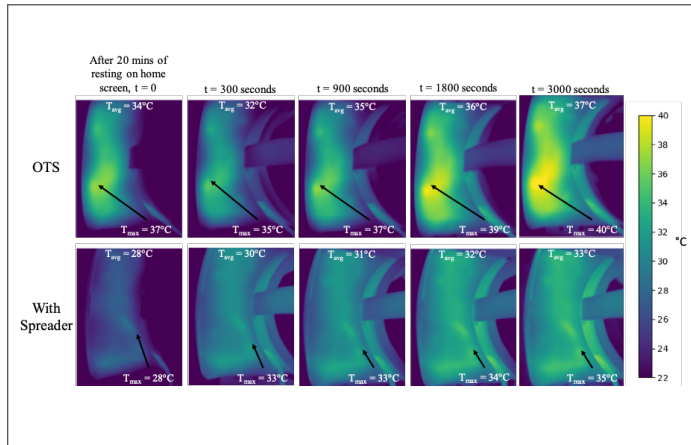 After 20 mins of
resting on home
screen, t = 0
t = 300 seconds
t = 900 seconds
t = 1800 seconds
t = 3000 seconds
OTS
Tavg = 34°C
Tavg = 32°C
Tavg = 35°C
Tavg = 36°C
Tavg = 37°C
Tmax = 37°C
Tmax = 35°C
Tmax = 37°C
Tmax = 39°C
Tmax = 40°C
With
Spreader
Tavg = 28°C
Tavg = 30°C
Tavg = 31°C
Tavg = 32°C
Tavg = 33°C
Tmax = 28°C
Tmax = 33°C
Tmax = 33°C
Tmax = 34°C
Tmax = 35°C
40
38
36
34
32
30
28
26
24
22
°C